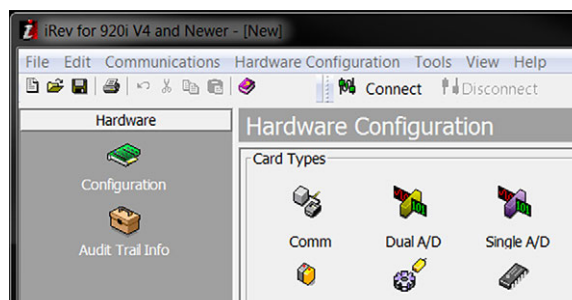 iRev for 920i V4 and Newer - [New]
File Edit Communications Hardware Configuration Tools View Help
Connect Disconnect
Hardware
Hardware Configuration
Configuration
Audit Trail Info
Card Types
Comm Dual A/D Single A/D